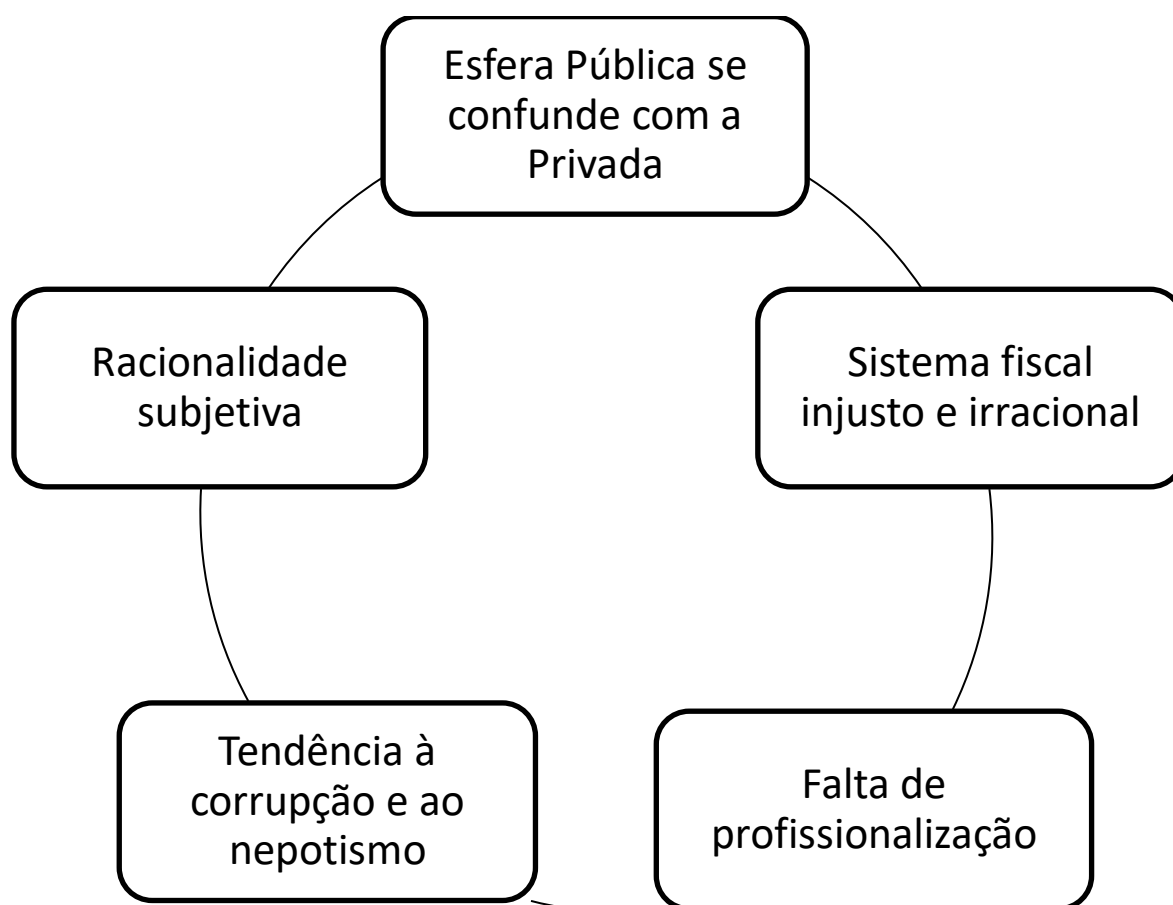 Esfera Pública se
confunde com a
Privada
Racionalidade
subjetiva
Sistema fiscal
injusto e irracional
Tendência à
corrupção e ao
nepotismo
Falta de
profissionalização